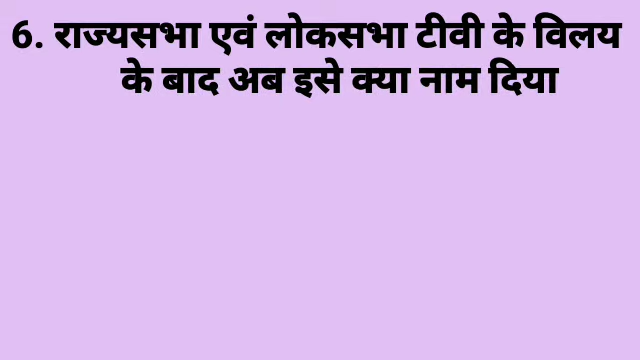 6. राज्यसभा एवं लोकसभा टीवी के विलय
के बाद अब इसे क्या नाम दिया